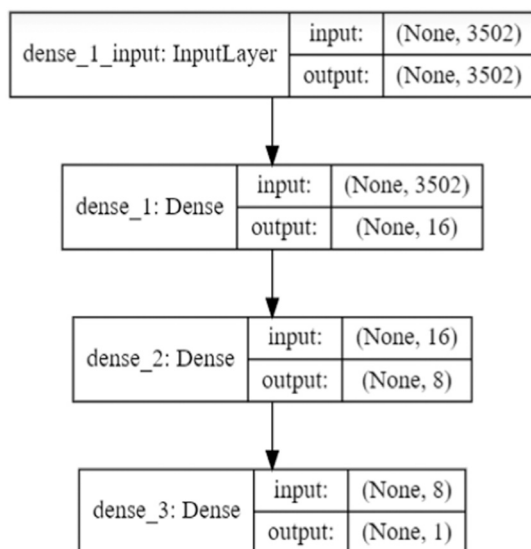 dense_1_input: InputLayer
input: (None, 3502)
output: (None, 3502)
dense_1: Dense
input: (None, 3502)
output: (None, 16)
dense_2: Dense
input: (None, 16)
output: (None, 8)
dense_3: Dense
input: (None, 8)
output: (None, 1)